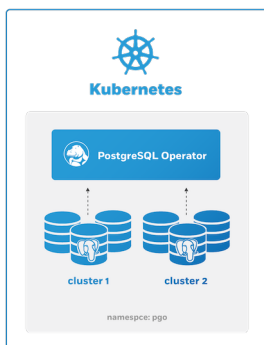 Kubernetes
PostgreSQL Operator
cluster 1 cluster 2
namespce: pgo